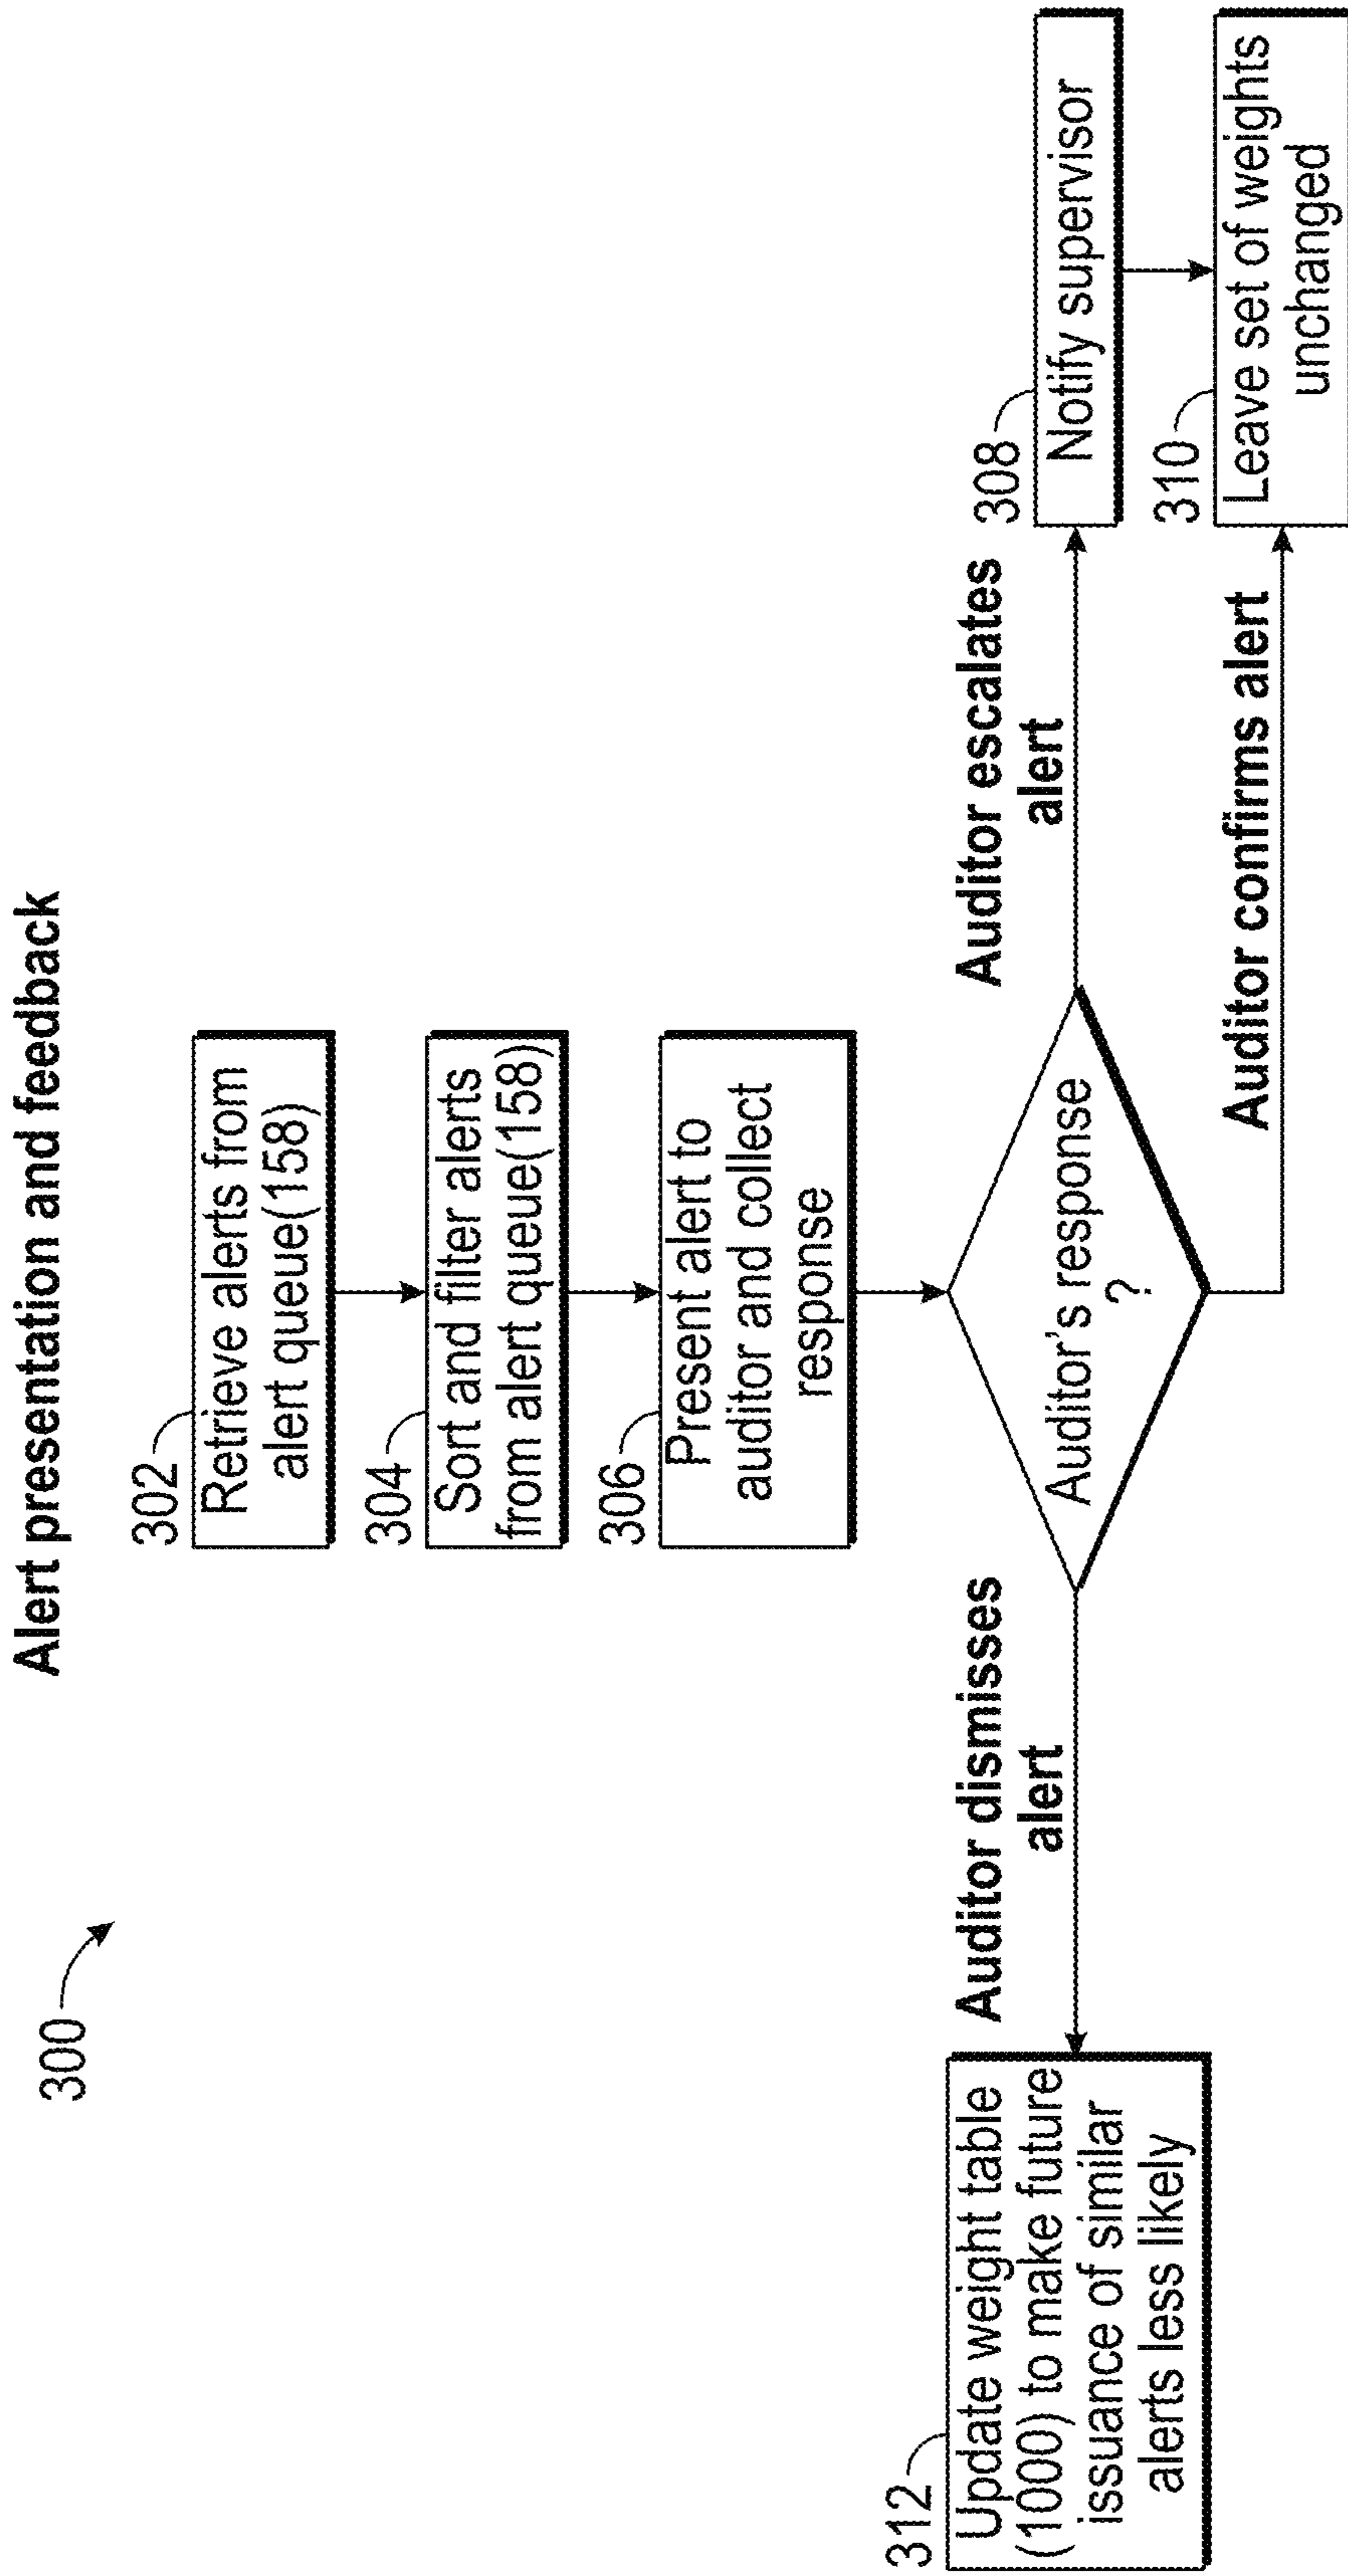 Alert presentation and feedback
300
302
Retrieve alerts from
alert queue(158)
304
Sort and filter alerts
from alert queue(158)
306
Present alert to
auditor and collect
response
Auditor's response
?
Auditor dismisses
alert
312
Update weight table
(1000) to make future
issuance of similar
alerts less likely
Auditor escalates
alert
308
Notify supervisor
Auditor confirms alert
310
Leave set of weights
unchanged